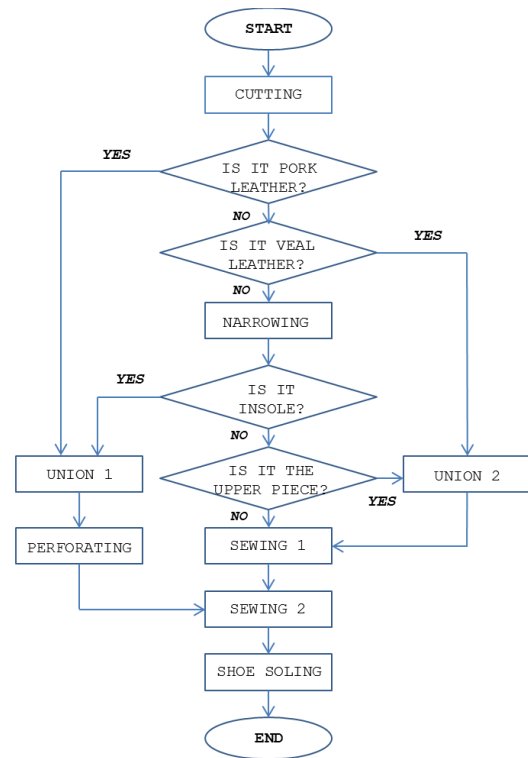 START
CUTTING
YES
IS IT PORK
LEATHER?
NO
YES
IS IT VEAL
LEATHER?
NO
NARROWING
YES
IS IT
INSOLE?
NO
IS IT THE
UPPER PIECE?
UNION 1
UNION 2
YES
NO
PERFORATING
SEWING 1
SEWING 2
SHOE SOLING
END